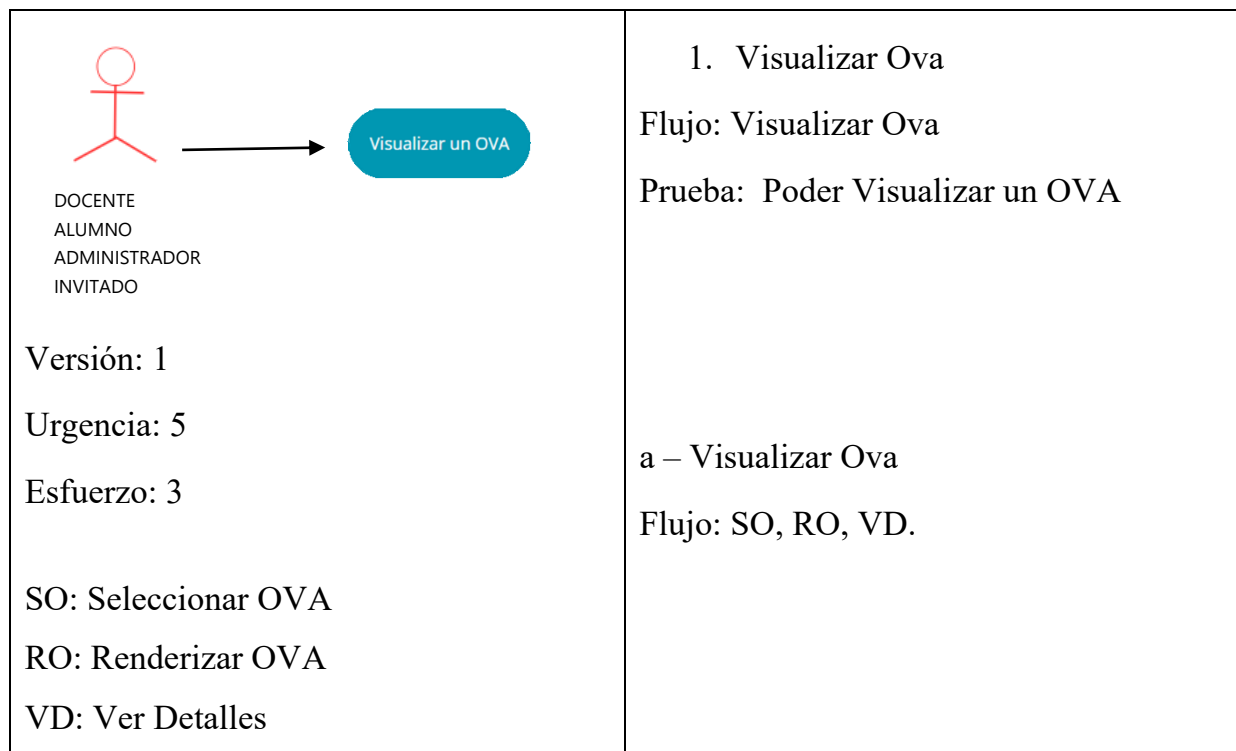 Visualizar un OVA
DOCENTE
ALUMNO
ADMINISTRADOR
INVITADO
Versión: 1
Urgencia: 5
Esfuerzo: 3
SO: Seleccionar OVA
RO: Renderizar OVA
VD: Ver Detalles
1. Visualizar Ova
Flujo: Visualizar Ova
Prueba: Poder Visualizar un OVA
a – Visualizar Ova
Flujo: SO, RO, VD.